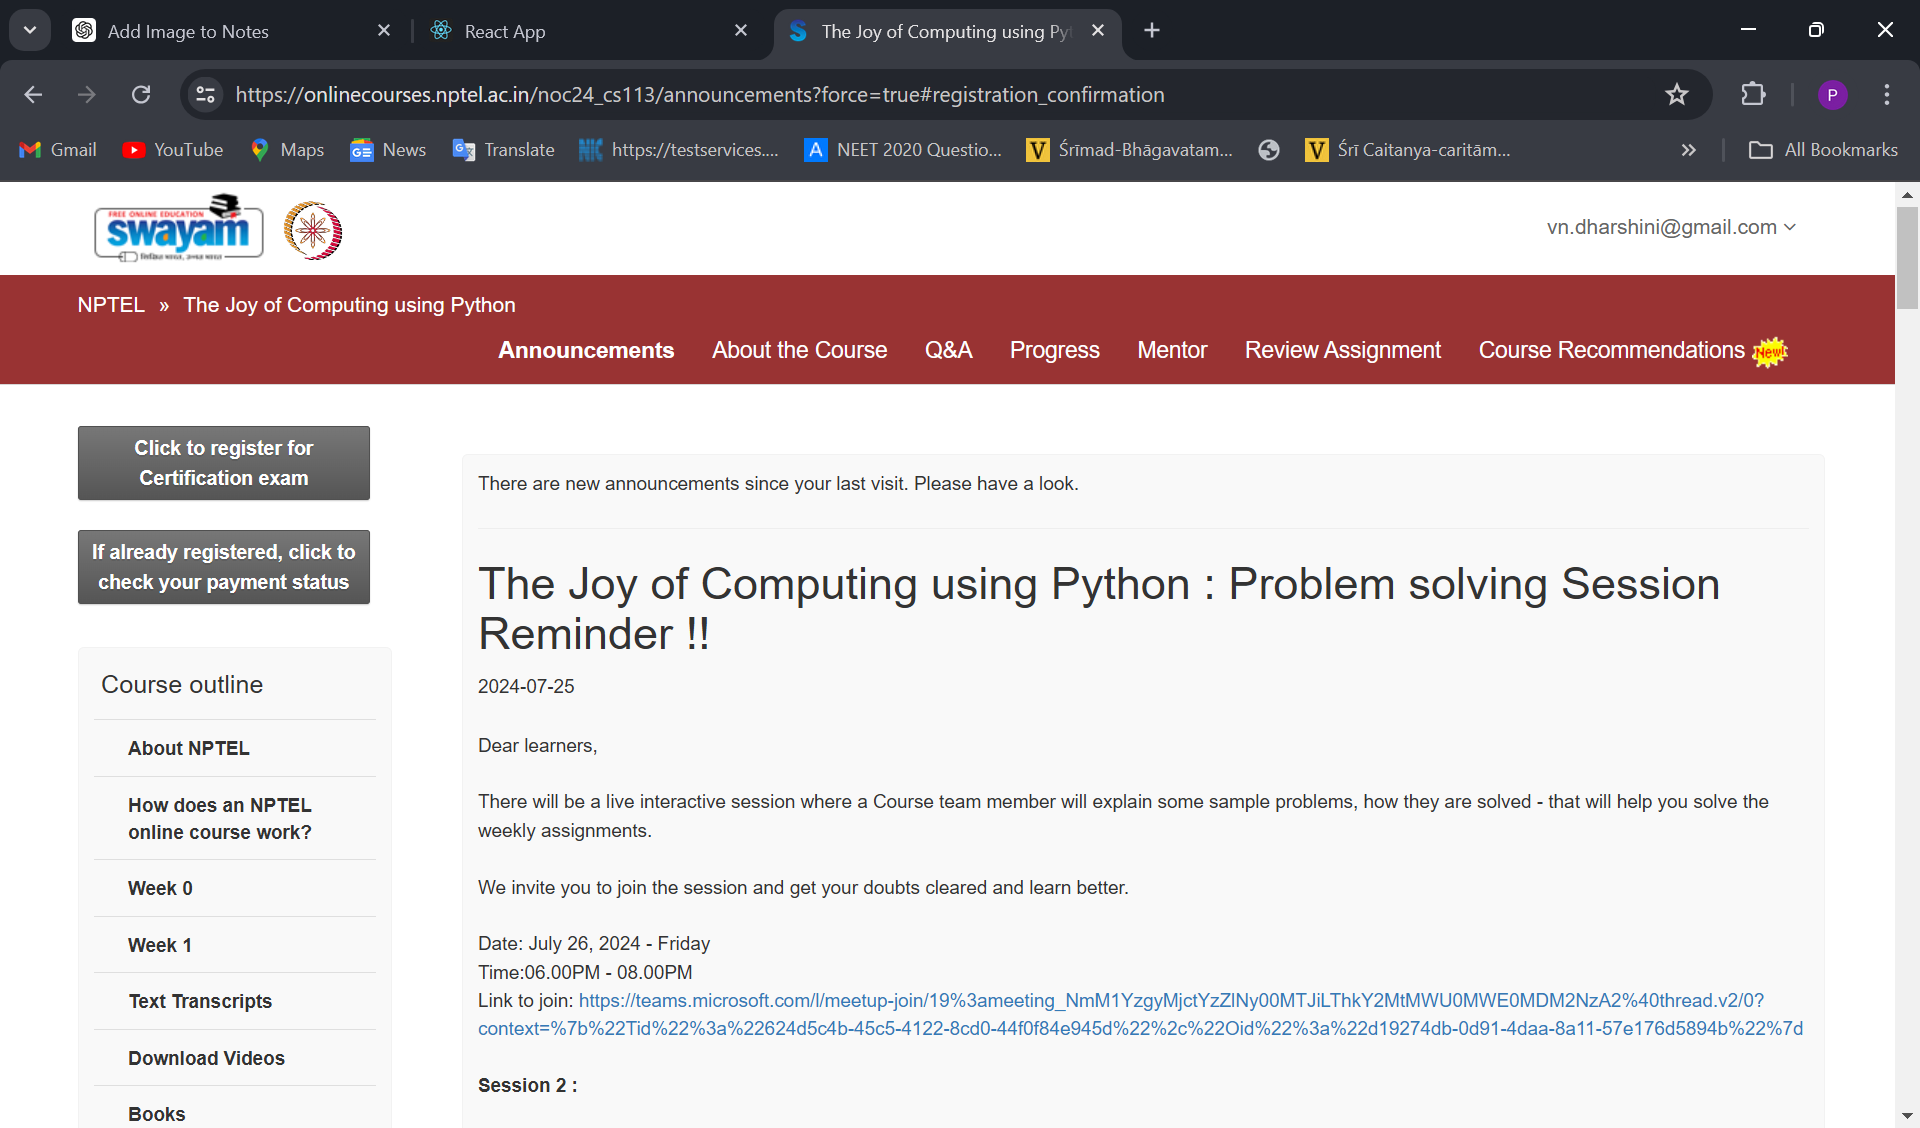 Add Image to Notes
React App
The Joy of Computing using Py
https://onlinecourses.nptel.ac.in/noc24_cs113/announcements?force=true#registration_confirmation
P
Gmail
YouTube
Maps
News
Translate
https://testservices....
NEET 2020 Questio...
Śrīmad-Bhāgavatam...
Śrī Caitanya-caritām...
All Bookmarks
FREE ONLINE EDUCATION
swayam
vn.dharshini@gmail.com
NPTEL » The Joy of Computing using Python
Announcements About the Course Q&A Progress Mentor Review Assignment Course Recommendations New!
Click to register for
Certification exam
If already registered, click to
check your payment status
Course outline
About NPTEL
How does an NPTEL
online course work?
Week 0
Week 1
Text Transcripts
Download Videos
Books
There are new announcements since your last visit. Please have a look.
The Joy of Computing using Python : Problem solving Session
Reminder !!
2024-07-25
Dear learners,
There will be a live interactive session where a Course team member will explain some sample problems, how they are solved - that will help you solve the
weekly assignments.
We invite you to join the session and get your doubts cleared and learn better.
Date: July 26, 2024 - Friday
Time:06.00PM - 08.00PM
Link to join: https://teams.microsoft.com/l/meetup-join/19%3ameeting_NmM1YzgyMjctYzZlNy00MTJiLThkY2MtMWU0MWE0MDM2NzA2%40thread.v2/0?
context=%7b%22Tid%22%3a%22624d5c4b-45c5-4122-8cd0-44f0f84e945d%22%2c%22Oid%22%3a%22d19274db-0d91-4daa-8a11-57e176d5894b%22%7d
Session 2 :